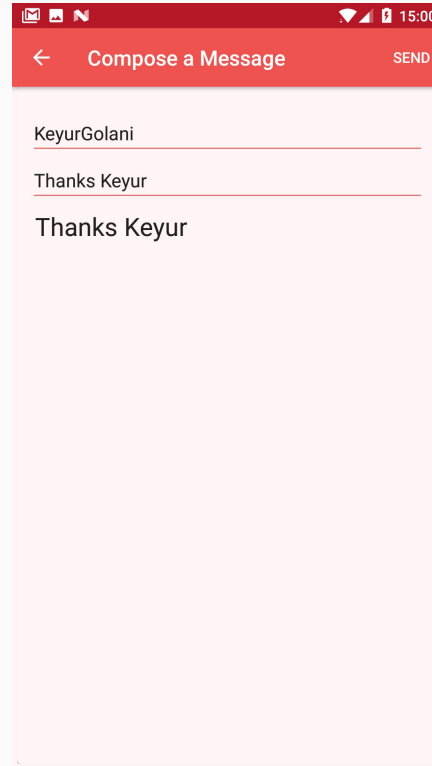 15:00
Compose a Message
SEND
KeyurGolani
Thanks Keyur
Thanks Keyur